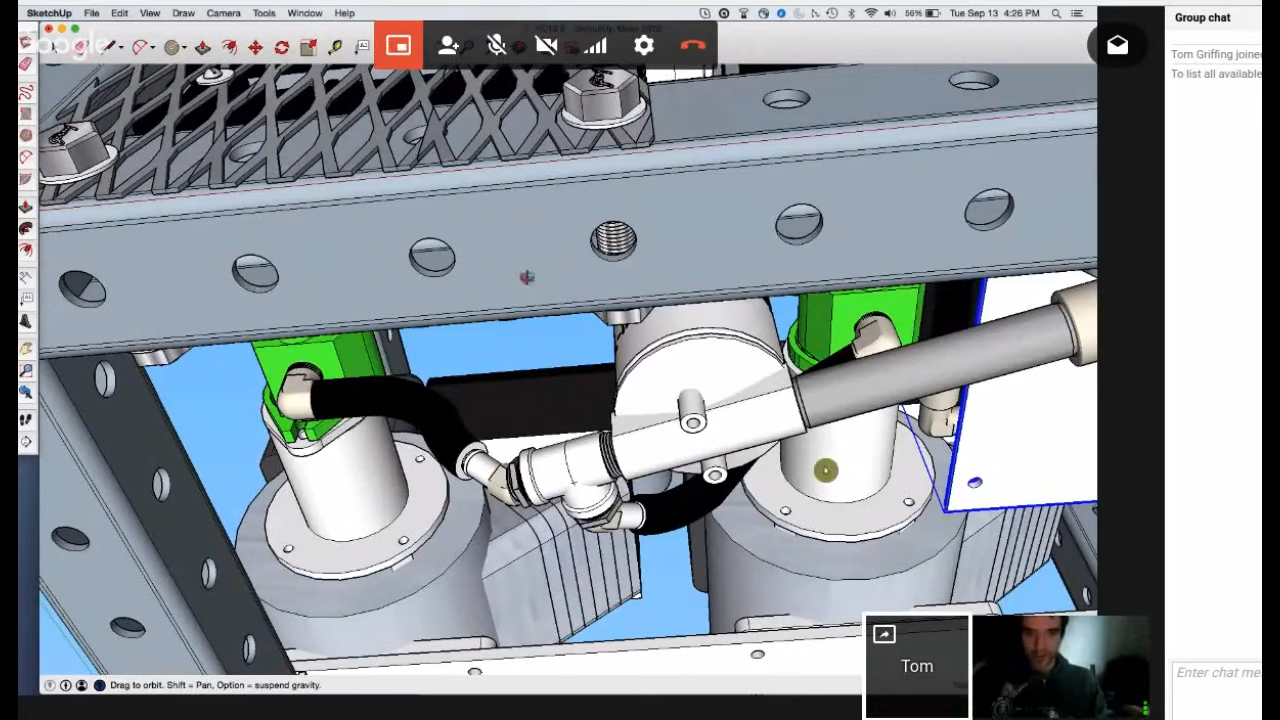 SketchUp File Edit View Draw Camera Tools Window Help 56% Tue Sep 13 4:26 PM
Google
Group chat
Tom Griffing joine
To list all available
Tom
Enter chat me
Drag to orbit. Shift = Pan, Option = suspend gravity.